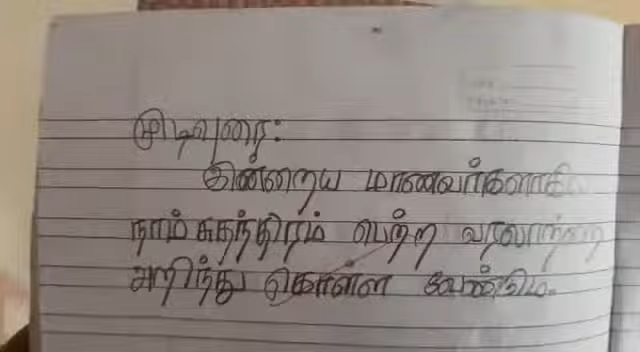 முடிவுரை:
இன்றைய மாணவர்களாகிய
நாம் சுதந்திரம் பெற்ற வரலாற்றை
அறிந்து கொள்ள வேண்டும்.